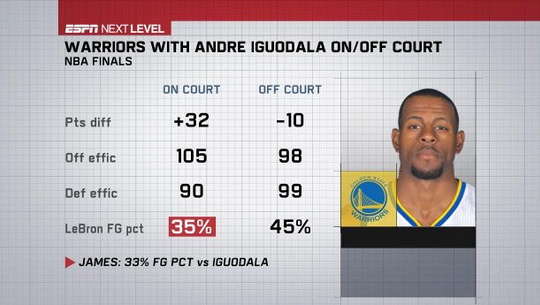 ESPN NEXT LEVEL
WARRIORS WITH ANDRE IGUODALA ON/OFF COURT
NBA FINALS
ON COURT OFF COURT
Pts diff +32 -10
Off effic 105 98
Def effic 90 99
LeBron FG pct 35% 45%
JAMES: 33% FG PCT vs IGUODALA
GOLDEN STATE
WARRIORS